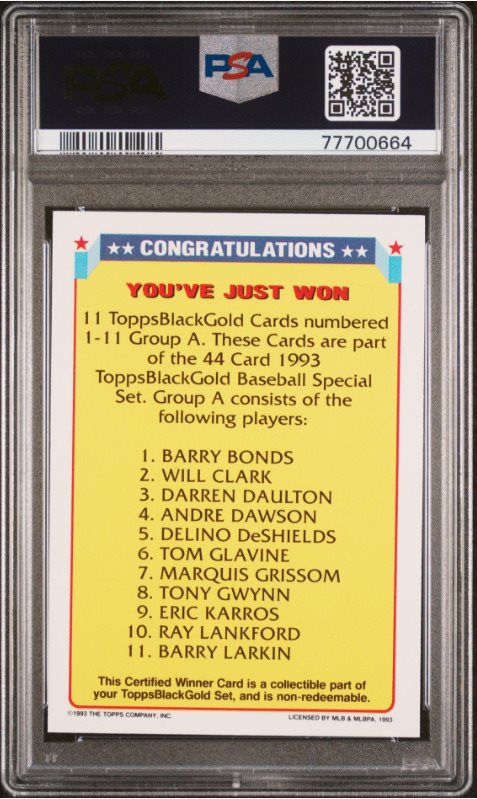 PSA
PSA
77700664
★★ CONGRATULATIONS ★★
YOU'VE JUST WON
11 ToppsBlackGold Cards numbered
1-11 Group A. These Cards are part
of the 44 Card 1993
ToppsBlackGold Baseball Special
Set. Group A consists of the
following players:
1. BARRY BONDS
2. WILL CLARK
3. DARREN DAULTON
4. ANDRE DAWSON
5. DELINO DeSHIELDS
6. TOM GLAVINE
7. MARQUIS GRISSOM
8. TONY GWYNN
9. ERIC KARROS
10. RAY LANKFORD
11. BARRY LARKIN
This Certified Winner Card is a collectible part of
your ToppsBlackGold Set, and is non-redeemable.
©1993 THE TOPPS COMPANY, INC. LICENSED BY MLB & MLBPA, 1993
PSA